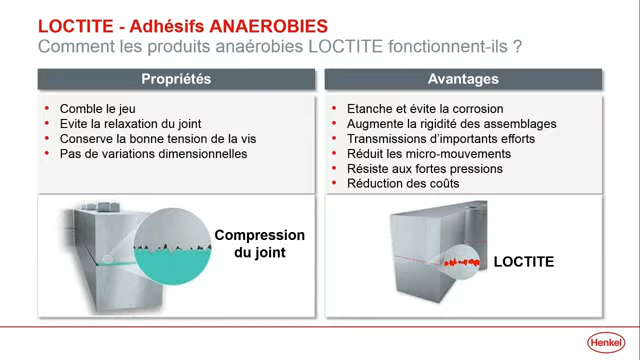 LOCTITE - Adhésifs ANAEROBIES
Comment les produits anaérobies LOCTITE fonctionnent-ils ?
Propriétés
• Comble le jeu
• Evite la relaxation du joint
• Conserve la bonne tension de la vis
• Pas de variations dimensionnelles
Compression
du joint
Avantages
• Etanche et évite la corrosion
• Augmente la rigidité des assemblages
• Transmissions d'importants efforts
• Réduit les micro-mouvements
• Résiste aux fortes pressions
• Réduction des coûts
LOCTITE
Henkel